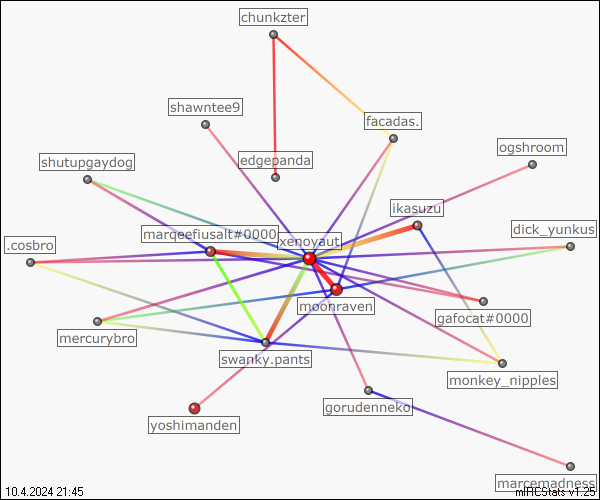 chunkzter
shawntee9
facadas.
ogshroom
shutupgaydog
edgepanda
ikasuzu
dick_yunkus
.cosbro
marqeefiusalt#0000
xenoyaut
moonraven
gafocat#0000
mercurybro
swanky.pants
monkey_nipples
gorudenneko
yoshimanden
marcemadness
10.4.2024 21:45
mIRCStats v1.25